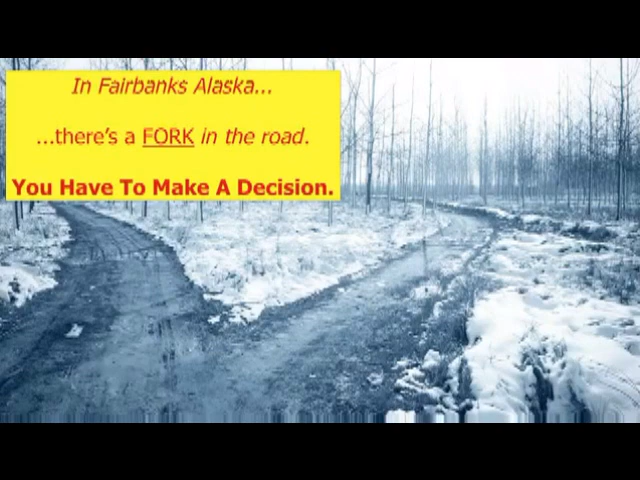 In Fairbanks Alaska...
...there's a FORK in the road.
You Have To Make A Decision.